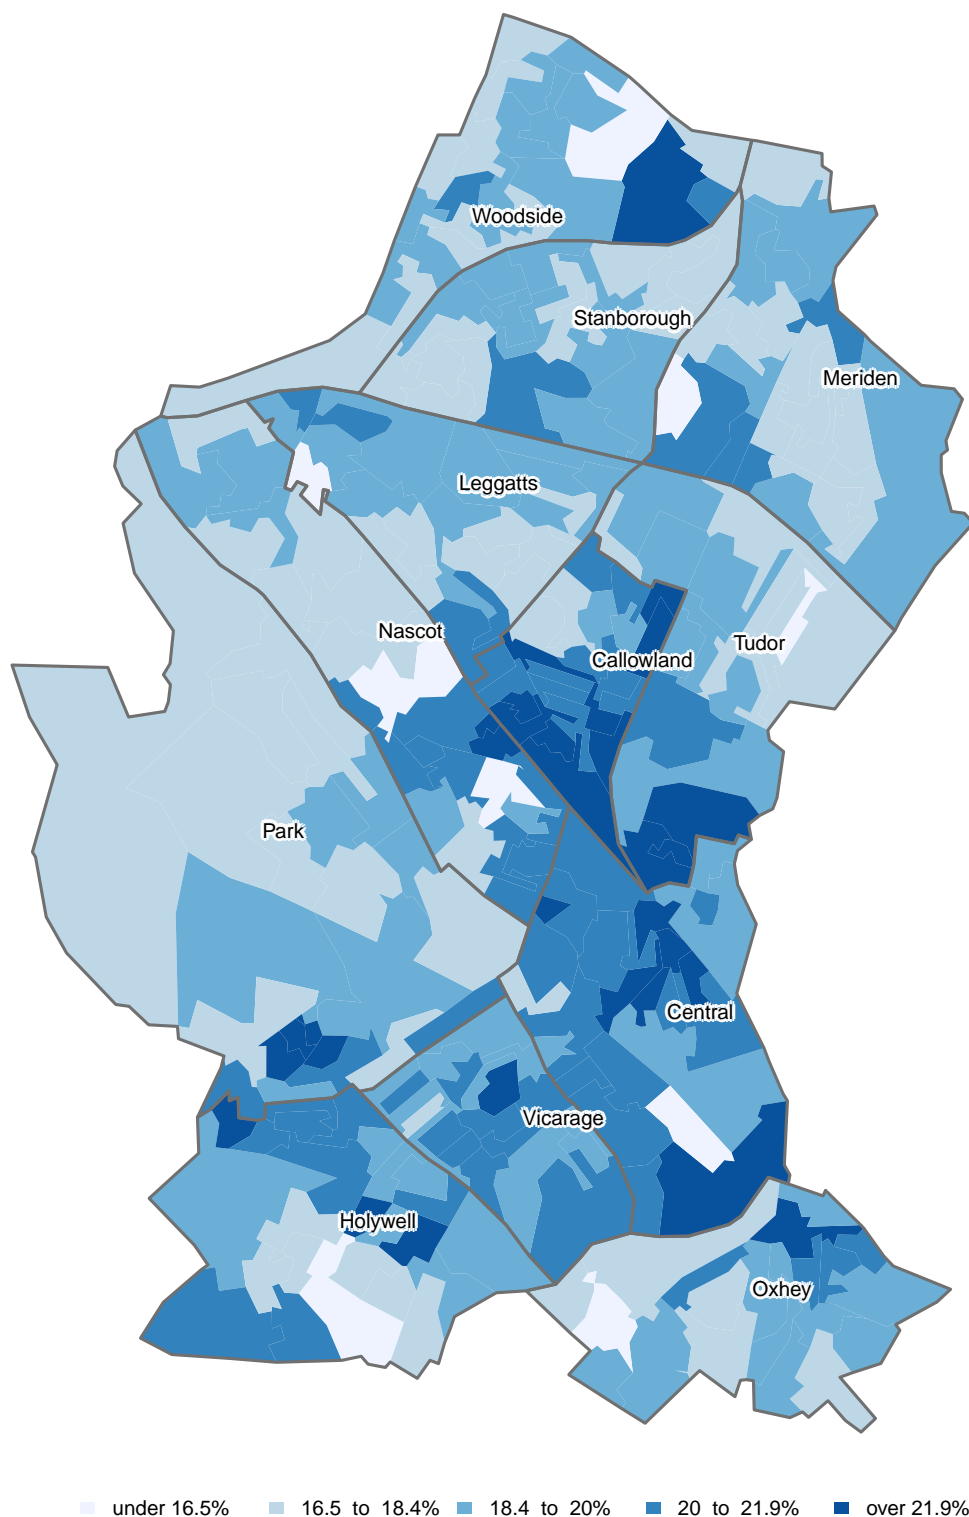 Woodside
Stanborough
Meriden
Leggatts
Nascot
Tudor
Callowland
Park
Central
Vicarage
Holywell
Oxhey
under 16.5% 16.5 to 18.4% 18.4 to 20% 20 to 21.9% over 21.9%